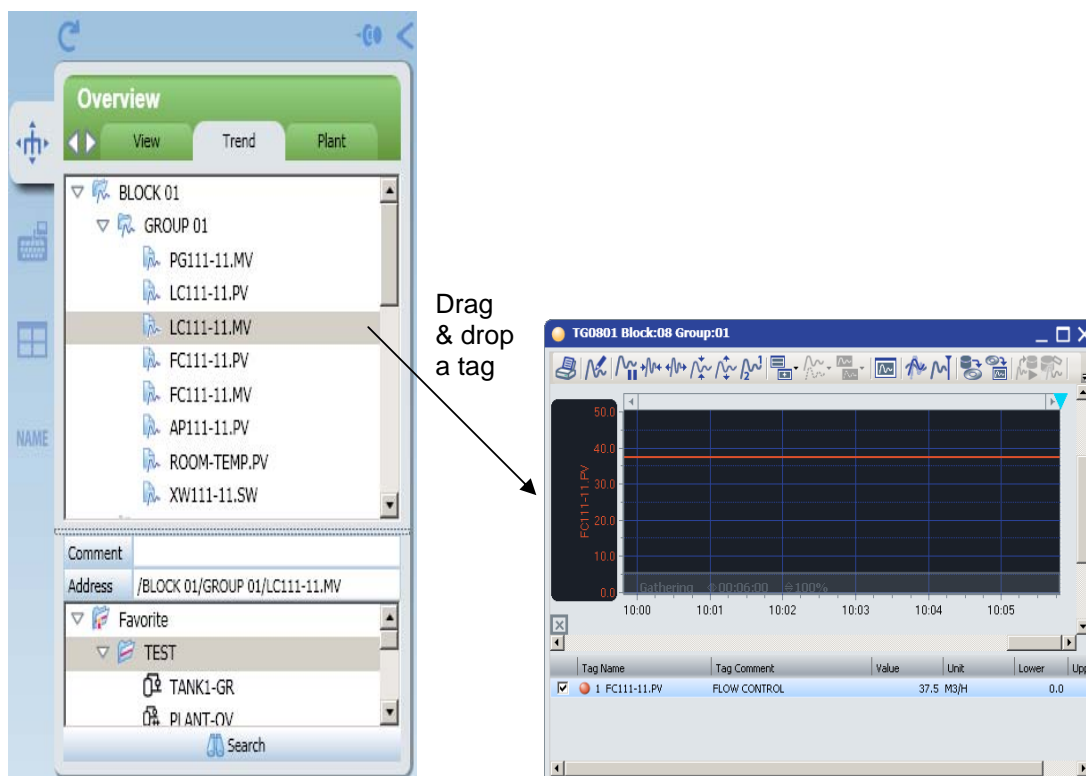 Overview
View Trend Plant
BLOCK 01
GROUP 01
PG111-11.MV
LC111-11.PV
LC111-11.MV
FC111-11.PV
FC111-11.MV
AP111-11.PV
ROOM-TEMP.PV
XW111-11.SW
NAME
Comment
Address /BLOCK 01/GROUP 01/LC111-11.MV
Favorite
TEST
TANK1-GR
PLANT-OV
Search
Drag
& drop
a tag
TG0801 Block:08 Group:01
50.0
40.0
30.0
20.0
10.0
0.0
FC111-11.PV
Gathering 00:06:00 100%
10:00 10:01 10:02 10:03 10:04 10:05
Tag Name Tag Comment Value Unit Lower Upp
1 FC111-11.PV FLOW CONTROL 37.5 M3/H 0.0